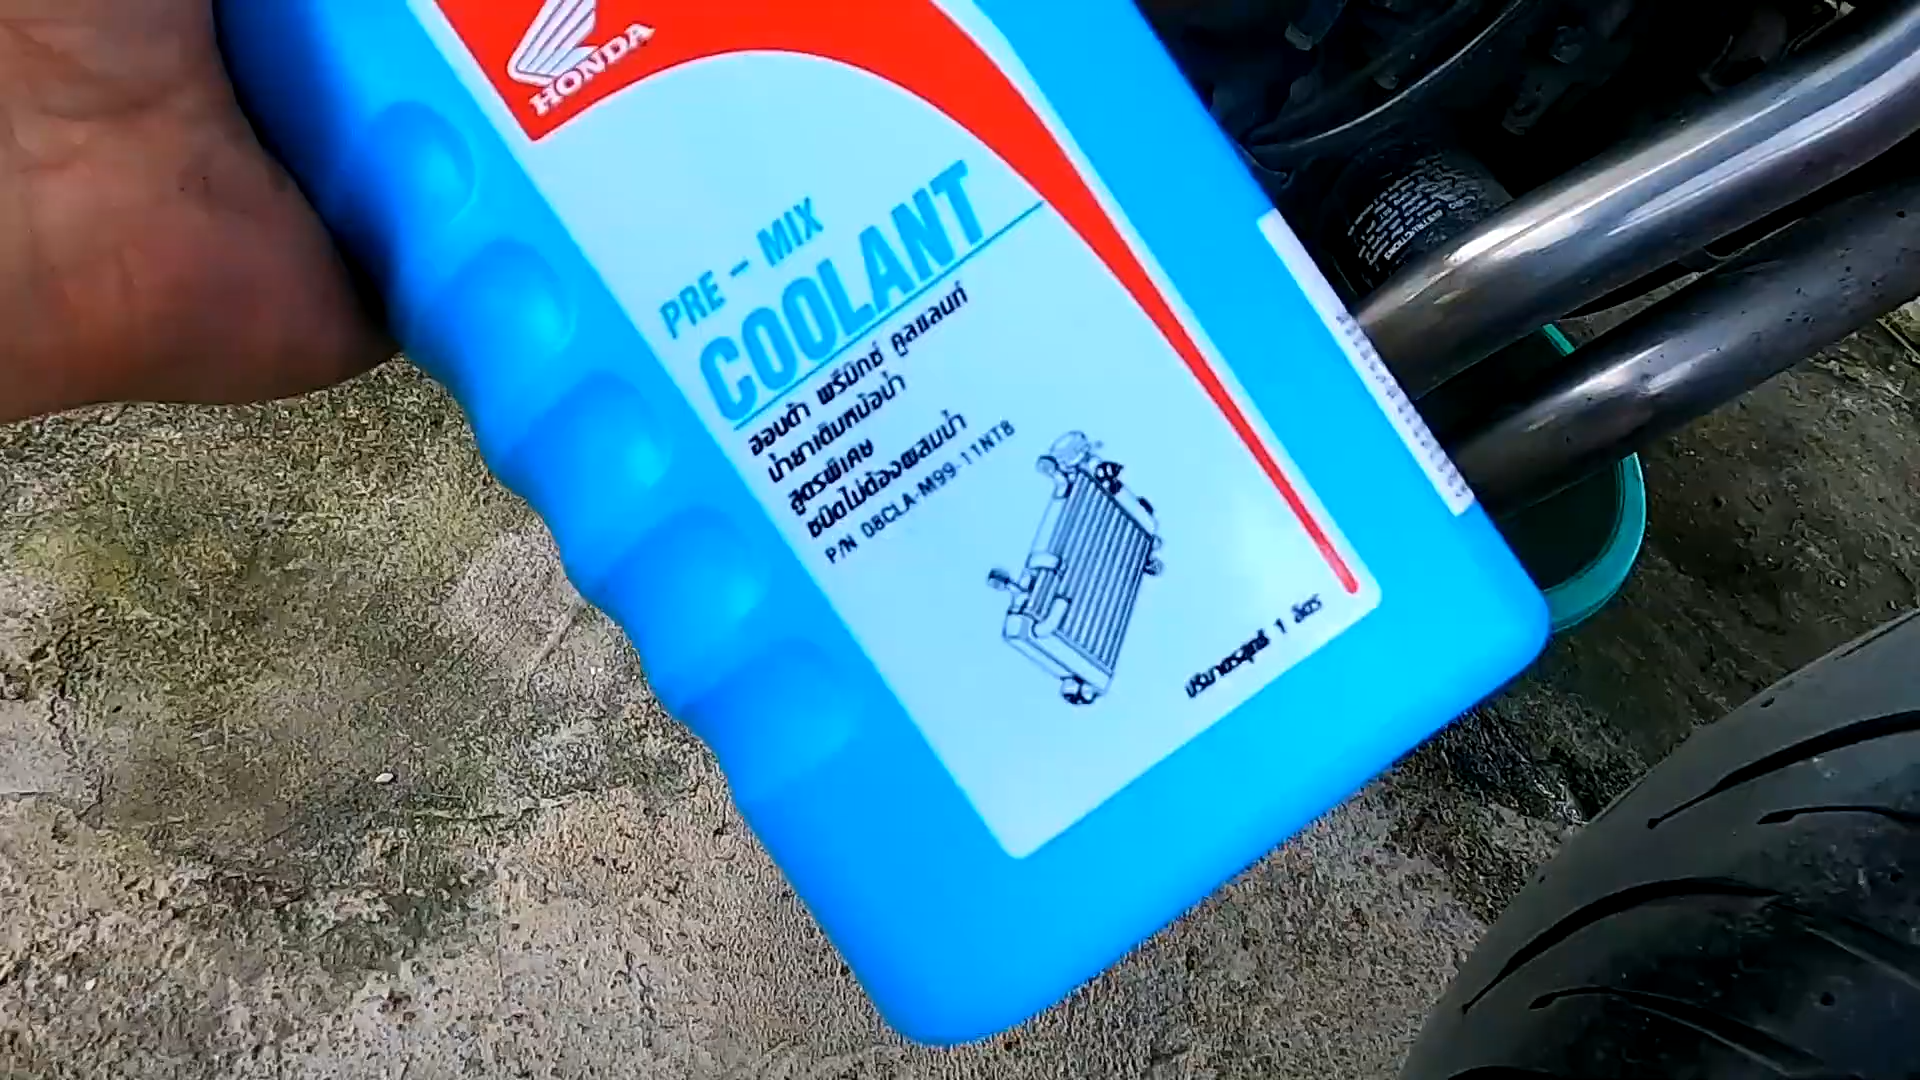 HONDA
PRE - MIX
COOLANT
ฮอนด้า พรีมิกซ์ คูลแลนท์
น้ำยาเติมหม้อน้ำ
สูตรพิเศษ
ชนิดไม่ต้องผสมน้ำ
P/N 08CLA-M99-11NT8
ปริมาตรสุทธิ 1 ลิตร